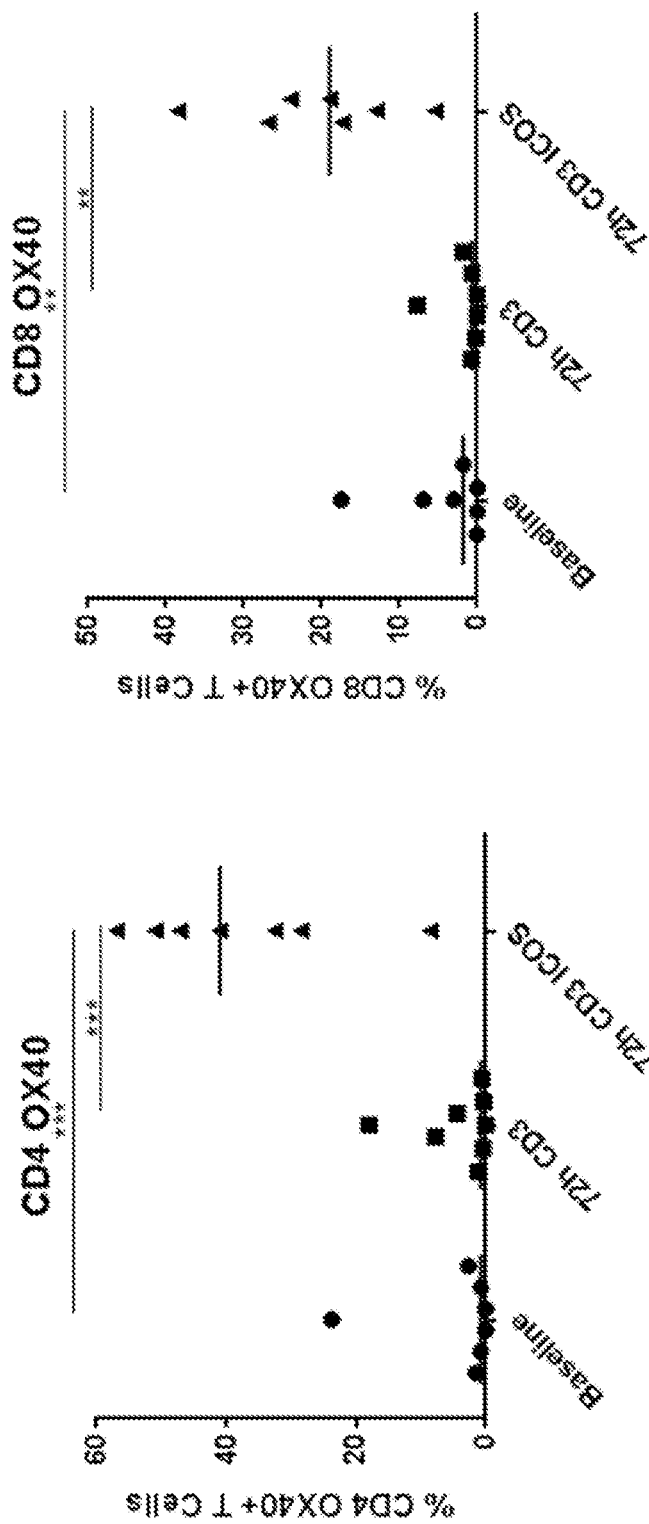 CD4 OX40
***
***
% CD4 OX40+ T Cells
60
40
20
0
Baseline
72h CD3
72h CD3 ICOS
CD8 OX40
**
**
% CD8 OX40+ T Cells
50
40
30
20
10
0
Baseline
72h CD3
72h CD3 ICOS